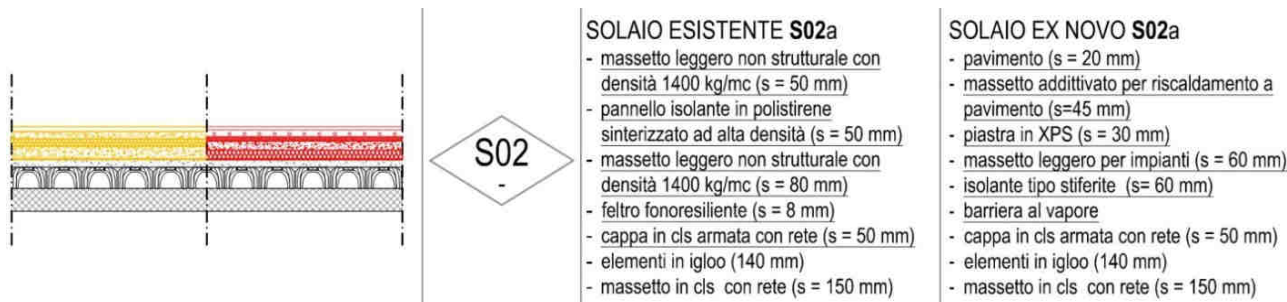 S02
-
SOLAIO ESISTENTE S02a
- massetto leggero non strutturale con
densità 1400 kg/mc (s = 50 mm)
- pannello isolante in polistirene
sinterizzato ad alta densità (s = 50 mm)
- massetto leggero non strutturale con
densità 1400 kg/mc (s = 80 mm)
- feltro fonoresiliente (s = 8 mm)
- cappa in cls armata con rete (s = 50 mm)
- elementi in igloo (140 mm)
- massetto in cls con rete (s = 150 mm)
SOLAIO EX NOVO S02a
- pavimento (s = 20 mm)
- massetto addittivato per riscaldamento a
pavimento (s=45 mm)
- piastra in XPS (s = 30 mm)
- massetto leggero per impianti (s = 60 mm)
- isolante tipo stiferite (s= 60 mm)
- barriera al vapore
- cappa in cls armata con rete (s = 50 mm)
- elementi in igloo (140 mm)
- massetto in cls con rete (s = 150 mm)